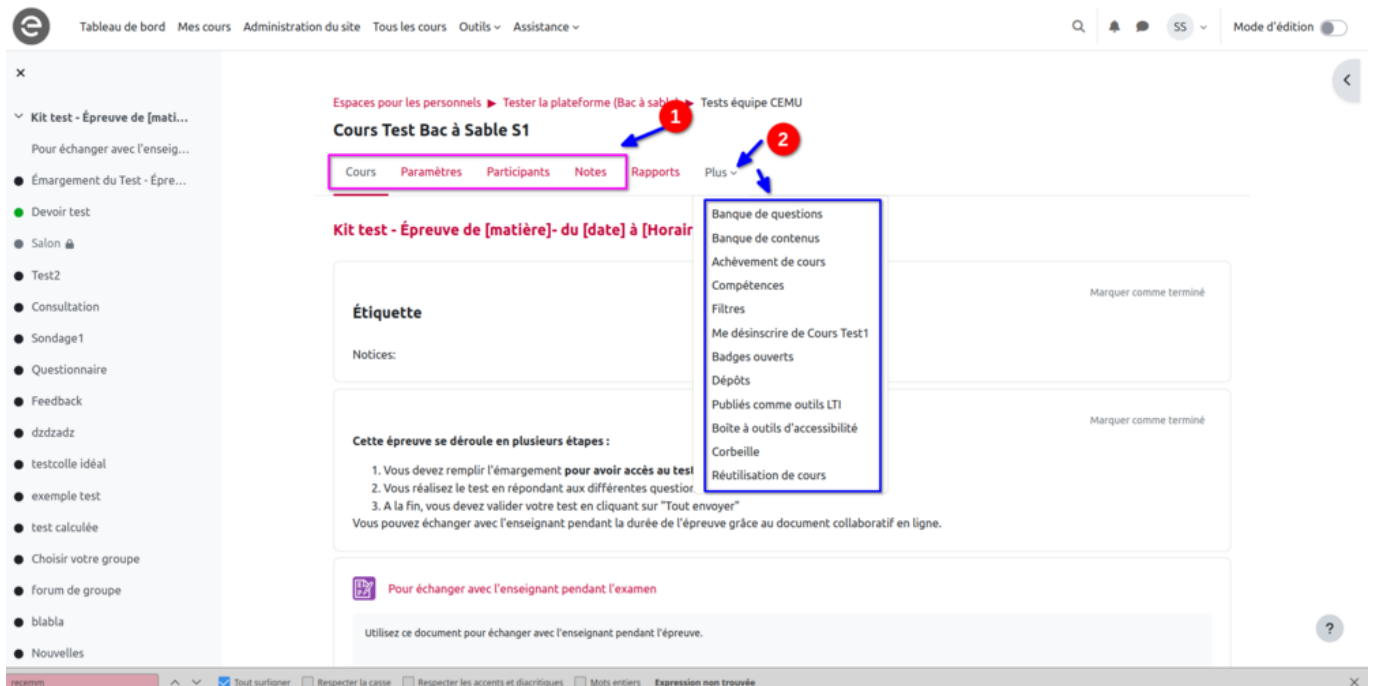 Tableau de bord Mes cours Administration du site Tous les cours Outils Assistance SS Mode d'édition
Kit test - Épreuve de [mati...
Pour échanger avec l'enseig...
Émargement du Test - Épre...
Devoir test
Salon
Test2
Consultation
Sondage1
Questionnaire
Feedback
dzdzadz
testcolle idéal
exemple test
test calculée
Choisir votre groupe
forum de groupe
blabla
Nouvelles
Espaces pour les personnels ► Tester la plateforme (Bac à sable) ► Tests équipe CEMU
1
Cours Test Bac à Sable S1
2
Cours Paramètres Participants Notes Rapports Plus
Banque de questions
Banque de contenus
Achèvement de cours
Compétences
Filtres
Me désinscrire de Cours Test1
Badges ouverts
Dépôts
Publiés comme outils LTI
Boîte à outils d'accessibilité
Corbeille
Réutilisation de cours
Kit test - Épreuve de [matière]- du [date] à [Horair
Marquer comme terminé
Étiquette
Notices:
Marquer comme terminé
Cette épreuve se déroule en plusieurs étapes :
1. Vous devez remplir l'émargement pour avoir accès au test
2. Vous réalisez le test en répondant aux différentes question
3. A la fin, vous devez valider votre test en cliquant sur "Tout envoyer"
Vous pouvez échanger avec l'enseignant pendant la durée de l'épreuve grâce au document collaboratif en ligne.
Pour échanger avec l'enseignant pendant l'examen
Utilisez ce document pour échanger avec l'enseignant pendant l'épreuve.
?
recemm Tout surligner Respecter la casse Respecter les accents et diacritiques Mots entiers Expression non trouvée